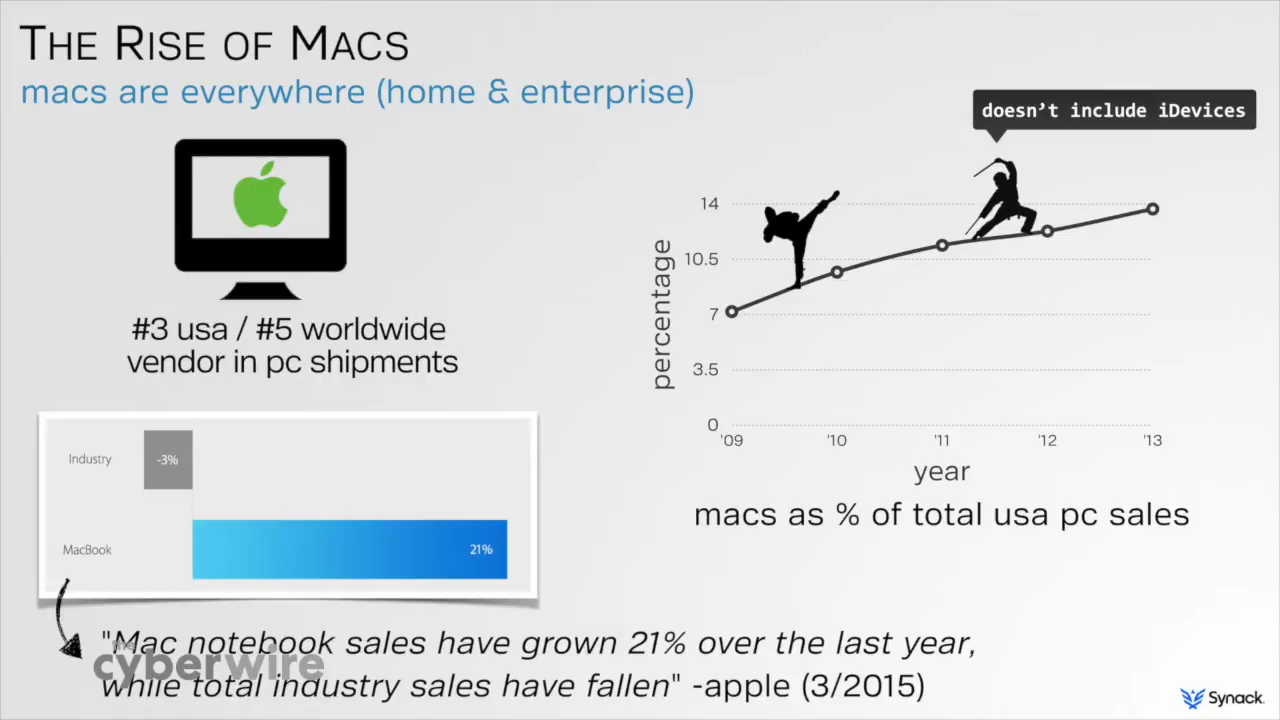 THE RISE OF MACS
macs are everywhere (home & enterprise)
doesn't include iDevices
#3 usa / #5 worldwide
vendor in pc shipments
percentage
14
10.5
7
3.5
0
'09 '10 '11 '12 '13
year
macs as % of total usa pc sales
Industry -3%
MacBook 21%
"Mac notebook sales have grown 21% over the last year,
while total industry sales have fallen" -apple (3/2015)
the
cyberwire
Synack